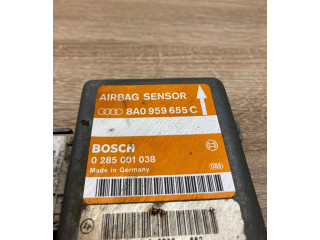 AIRBAG SENSOR
8A0 959 655 C
BOSCH
0 285 001 038
Made in Germany